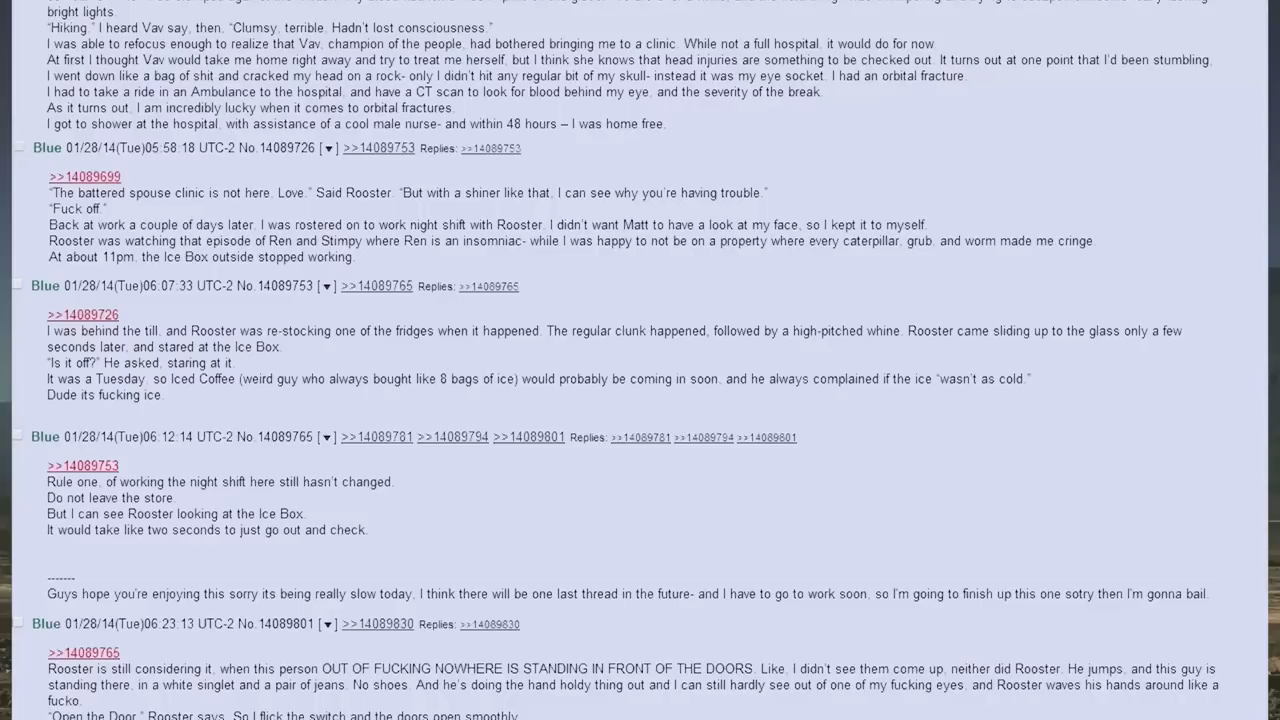 bright lights.
“Hiking.” I heard Vav say, then, “Clumsy, terrible. Hadn't lost consciousness.”
I was able to refocus enough to realize that Vav, champion of the people, had bothered bringing me to a clinic. While not a full hospital, it would do for now
At first I thought Vav would take me home right away and try to treat me herself, but I think she knows that head injuries are something to be checked out. It turns out at one point that I'd been stumbling,
I went down like a bag of shit and cracked my head on a rock- only I didn't hit any regular bit of my skull- instead it was my eye socket. I had an orbital fracture.
I had to take a ride in an Ambulance to the hospital, and have a CT scan to look for blood behind my eye, and the severity of the break.
As it turns out, I am incredibly lucky when it comes to orbital fractures.
I got to shower at the hospital, with assistance of a cool male nurse- and within 48 hours – I was home free.
Blue 01/28/14(Tue)05:58:18 UTC-2 No.14089726 [▼] >>14089753 Replies: >>14089753
>>14089699
“The battered spouse clinic is not here, Love.” Said Rooster. “But with a shiner like that, I can see why you're having trouble.”
“Fuck off.”
Back at work a couple of days later, I was rostered on to work night shift with Rooster. I didn't want Matt to have a look at my face, so I kept it to myself.
Rooster was watching that episode of Ren and Stimpy where Ren is an insomniac- while I was happy to not be on a property where every caterpillar, grub, and worm made me cringe.
At about 11pm, the Ice Box outside stopped working.
Blue 01/28/14(Tue)06:07:33 UTC-2 No.14089753 [▼] >>14089765 Replies: >>14089765
>>14089726
I was behind the till, and Rooster was re-stocking one of the fridges when it happened. The regular clunk happened, followed by a high-pitched whine. Rooster came sliding up to the glass only a few
seconds later, and stared at the Ice Box.
“Is it off?” He asked, staring at it.
It was a Tuesday, so Iced Coffee (weird guy who always bought like 8 bags of ice) would probably be coming in soon, and he always complained if the ice “wasn't as cold.”
Dude its fucking ice.
Blue 01/28/14(Tue)06:12:14 UTC-2 No.14089765 [▼] >>14089781 >>14089794 >>14089801 Replies: >>14089781 >>14089794 >>14089801
>>14089753
Rule one, of working the night shift here still hasn't changed.
Do not leave the store.
But I can see Rooster looking at the Ice Box.
It would take like two seconds to just go out and check.
-------
Guys hope you're enjoying this sorry its being really slow today, I think there will be one last thread in the future- and I have to go to work soon, so I'm going to finish up this one sotry then I'm gonna bail.
Blue 01/28/14(Tue)06:23:13 UTC-2 No.14089801 [▼] >>14089830 Replies: >>14089830
>>14089765
Rooster is still considering it, when this person OUT OF FUCKING NOWHERE IS STANDING IN FRONT OF THE DOORS. Like, I didn't see them come up, neither did Rooster. He jumps, and this guy is
standing there, in a white singlet and a pair of jeans. No shoes. And he's doing the hand holdy thing out and I can still hardly see out of one of my fucking eyes, and Rooster waves his hands around like a
fucko.
“Open the Door.” Rooster says. So I flick the switch and the doors open smoothly.